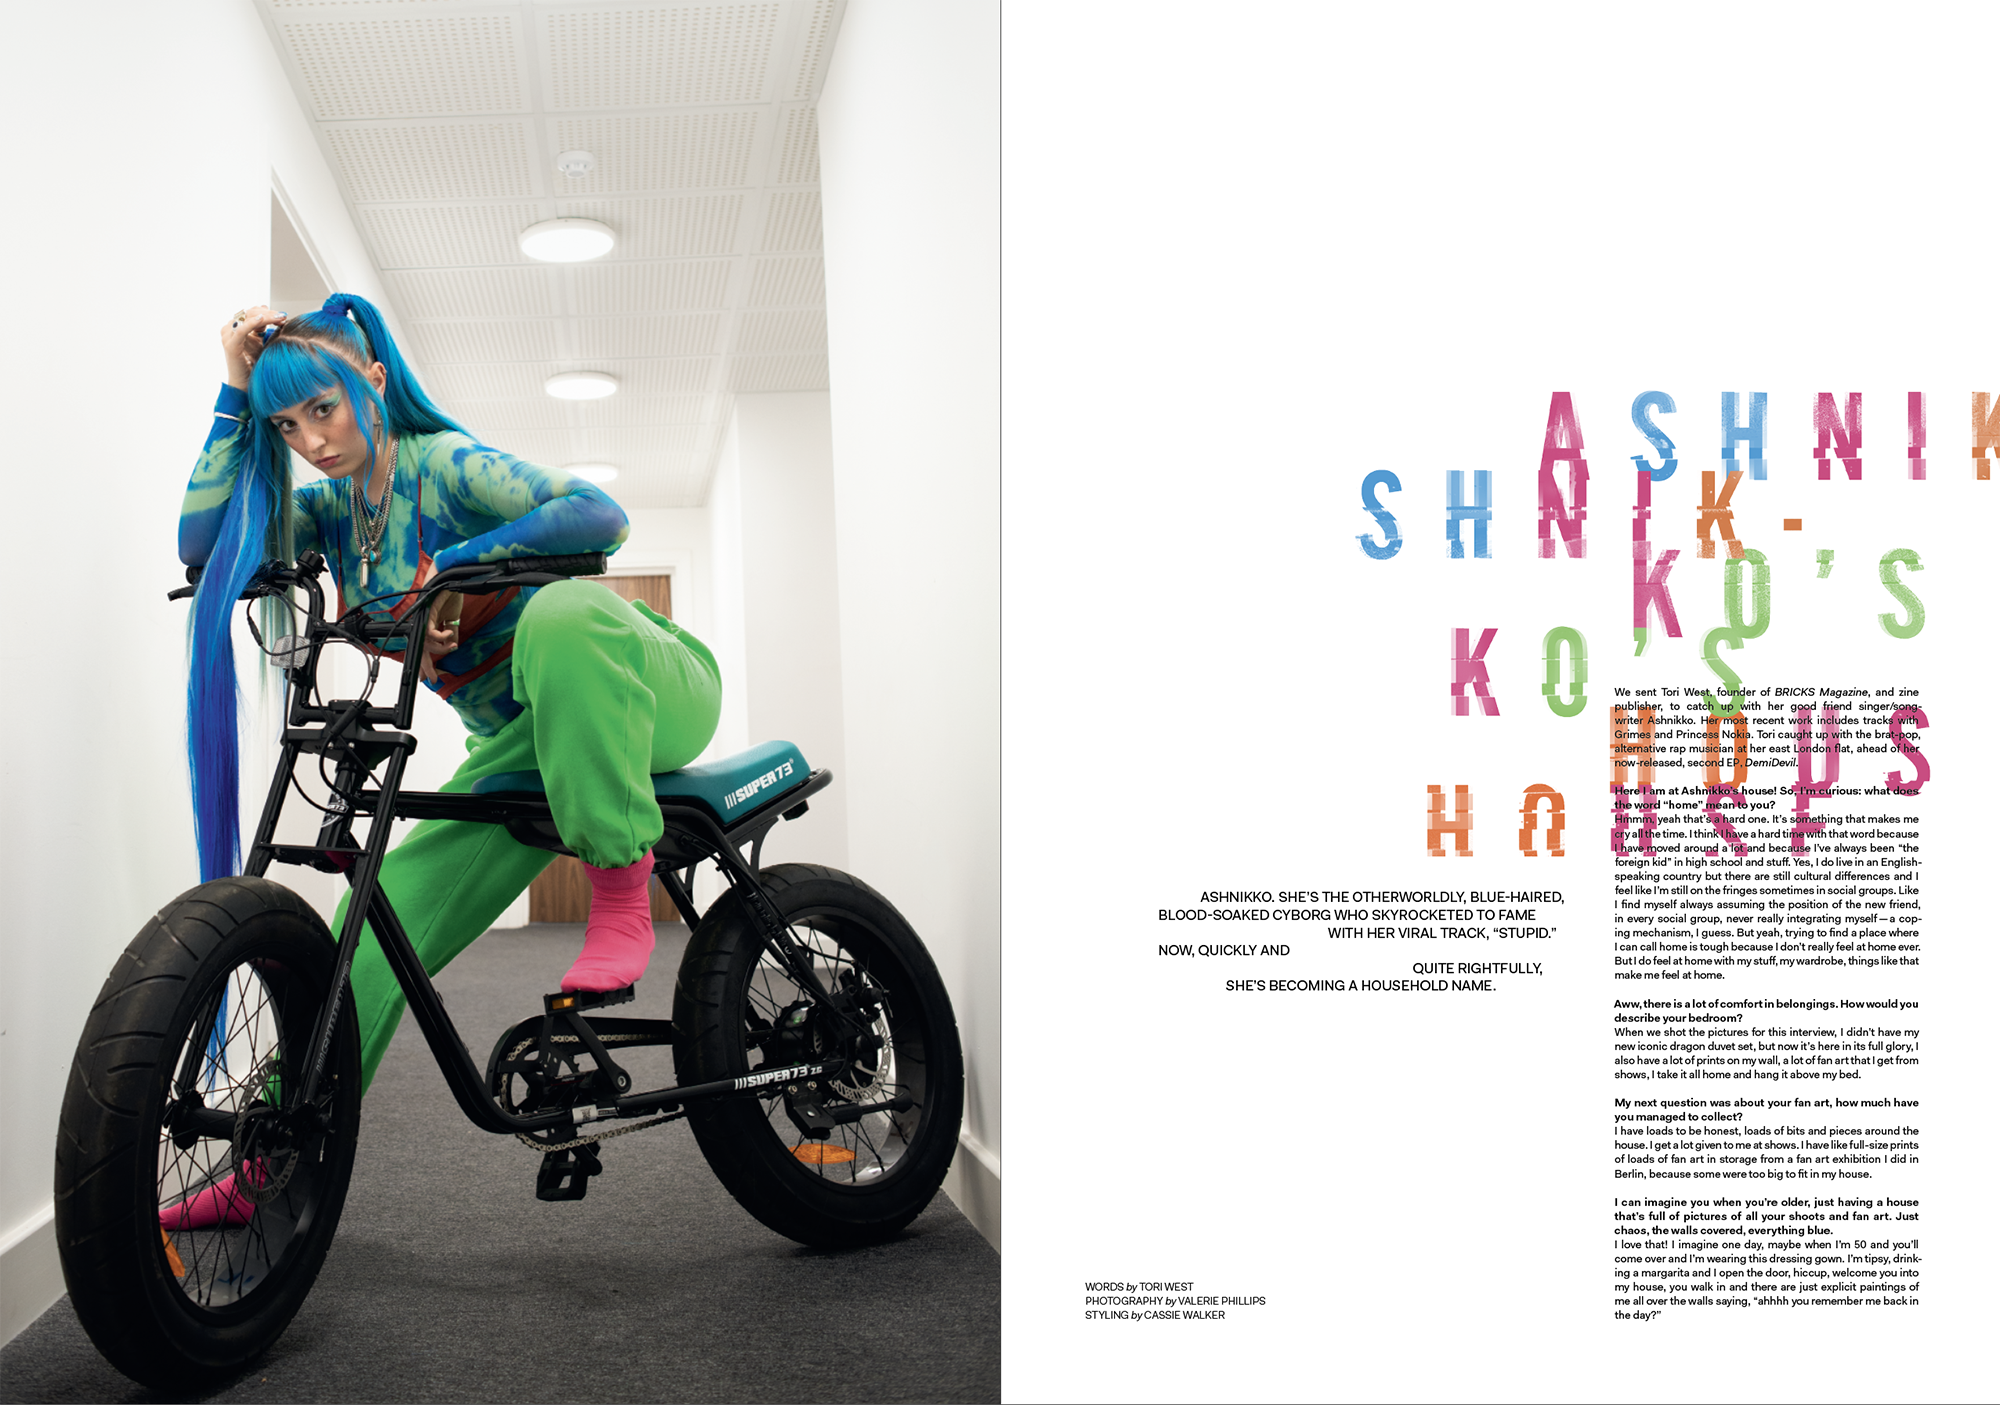 ///SUPER73®
///SUPER73 ZG
ASHNIK
SHNIK-
KO'S
KO'S
HOUS
HOUSE
ASHNIKKO. SHE'S THE OTHERWORLDLY, BLUE-HAIRED,
BLOOD-SOAKED CYBORG WHO SKYROCKETED TO FAME
WITH HER VIRAL TRACK, “STUPID.”
NOW, QUICKLY AND
QUITE RIGHTFULLY,
SHE'S BECOMING A HOUSEHOLD NAME.
WORDS by TORI WEST
PHOTOGRAPHY by VALERIE PHILLIPS
STYLING by CASSIE WALKER
We sent Tori West, founder of BRICKS Magazine, and zine
publisher, to catch up with her good friend singer/song-
writer Ashnikko. Her most recent work includes tracks with
Grimes and Princess Nokia. Tori caught up with the brat-pop,
alternative rap musician at her east London flat, ahead of her
now-released, second EP, DemiDevil.
Here I am at Ashnikko's house! So, I'm curious: what does
the word “home” mean to you?
Hmmm, yeah that's a hard one. It's something that makes me
cry all the time. I think I have a hard time with that word because
I have moved around a lot and because I've always been “the
foreign kid” in high school and stuff. Yes, I do live in an English-
speaking country but there are still cultural differences and I
feel like I'm still on the fringes sometimes in social groups. Like
I find myself always assuming the position of the new friend,
in every social group, never really integrating myself — a cop-
ing mechanism, I guess. But yeah, trying to find a place where
I can call home is tough because I don't really feel at home ever.
But I do feel at home with my stuff, my wardrobe, things like that
make me feel at home.
Aww, there is a lot of comfort in belongings. How would you
describe your bedroom?
When we shot the pictures for this interview, I didn't have my
new iconic dragon duvet set, but now it's here in its full glory, I
also have a lot of prints on my wall, a lot of fan art that I get from
shows, I take it all home and hang it above my bed.
My next question was about your fan art, how much have
you managed to collect?
I have loads to be honest, loads of bits and pieces around the
house. I get a lot given to me at shows. I have like full-size prints
of loads of fan art in storage from a fan art exhibition I did in
Berlin, because some were too big to fit in my house.
I can imagine you when you're older, just having a house
that's full of pictures of all your shoots and fan art. Just
chaos, the walls covered, everything blue.
I love that! I imagine one day, maybe when I'm 50 and you'll
come over and I'm wearing this dressing gown. I'm tipsy, drink-
ing a margarita and I open the door, hiccup, welcome you into
my house, you walk in and there are just explicit paintings of
me all over the walls saying, “ahhhh you remember me back in
the day?”